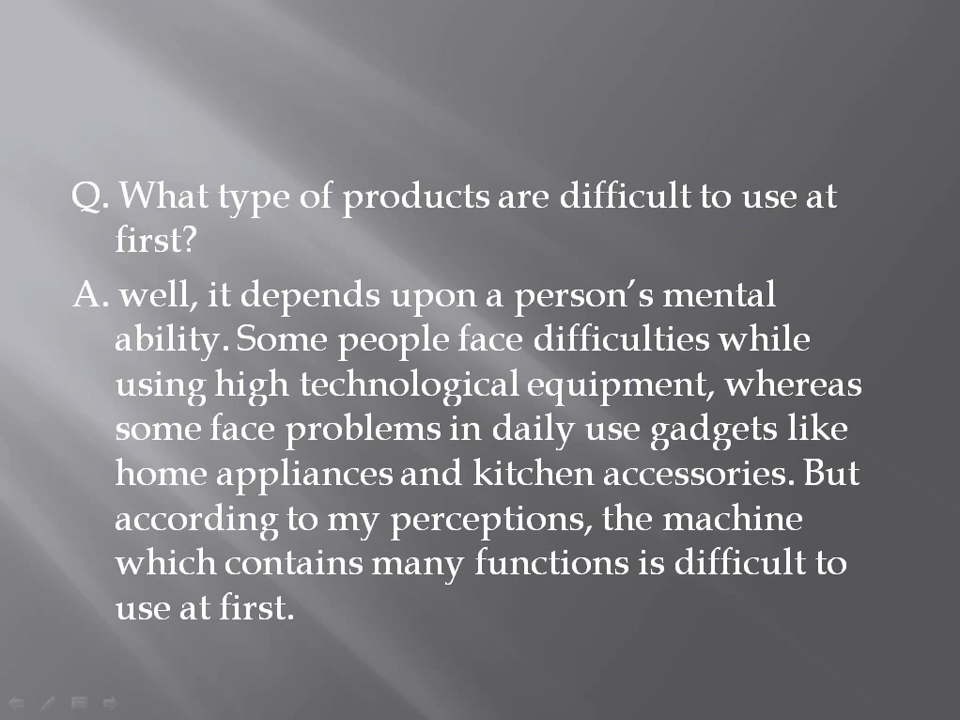 Q. What type of products are difficult to use at
first?
A. well, it depends upon a person’s mental
ability. Some people face difficulties while
using high technological equipment, whereas
some face problems in daily use gadgets like
home appliances and kitchen accessories. But
according to my perceptions, the machine
which contains many functions is difficult to
use at first.